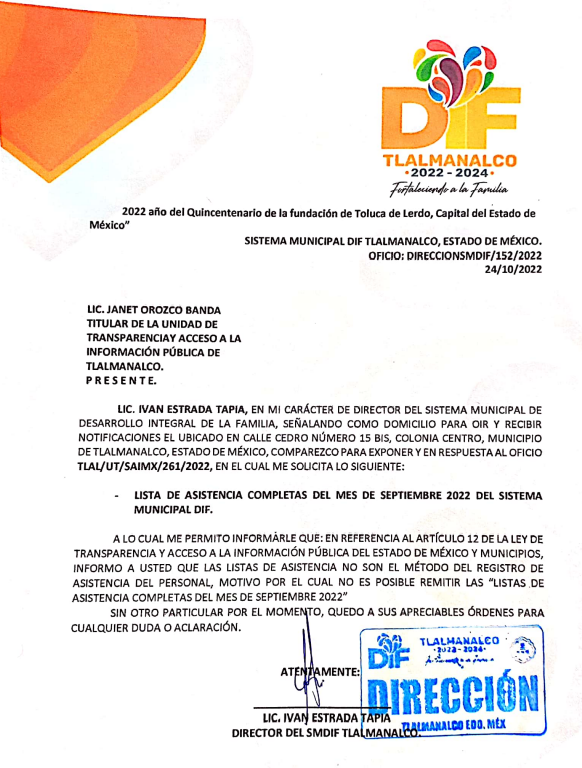 DIF
TLALMANALCO
•2022 - 2024•
Fortaleciendo a la Familia
2022 año del Quincentenario de la fundación de Toluca de Lerdo, Capital del Estado de
México”
SISTEMA MUNICIPAL DIF TLALMANALCO, ESTADO DE MÉXICO.
OFICIO: DIRECCIONSMDIF/152/2022
24/10/2022
LIC. JANET OROZCO BANDA
TITULAR DE LA UNIDAD DE
TRANSPARENCIAY ACCESO A LA
INFORMACIÓN PÚBLICA DE
TLALMANALCO.
P R E S E N T E.
LIC. IVAN ESTRADA TAPIA, EN MI CARÁCTER DE DIRECTOR DEL SISTEMA MUNICIPAL DE
DESARROLLO INTEGRAL DE LA FAMILIA, SEÑALANDO COMO DOMICILIO PARA OIR Y RECIBIR
NOTIFICACIONES EL UBICADO EN CALLE CEDRO NÚMERO 15 BIS, COLONIA CENTRO, MUNICIPIO
DE TLALMANALCO, ESTADO DE MÉXICO, COMPAREZCO PARA EXPONER Y EN RESPUESTA AL OFICIO
TLAL/UT/SAIMX/261/2022, EN EL CUAL ME SOLICITA LO SIGUIENTE:
- LISTA DE ASISTENCIA COMPLETAS DEL MES DE SEPTIEMBRE 2022 DEL SISTEMA
MUNICIPAL DIF.
A LO CUAL ME PERMITO INFORMARLE QUE: EN REFERENCIA AL ARTÍCULO 12 DE LA LEY DE
TRANSPARENCIA Y ACCESO A LA INFORMACIÓN PÚBLICA DEL ESTADO DE MÉXICO Y MUNICIPIOS,
INFORMO A USTED QUE LAS LISTAS DE ASISTENCIA NO SON EL MÉTODO DEL REGISTRO DE
ASISTENCIA DEL PERSONAL, MOTIVO POR EL CUAL NO ES POSIBLE REMITIR LAS “LISTAS DE
ASISTENCIA COMPLETAS DEL MES DE SEPTIEMBRE 2022”
SIN OTRO PARTICULAR POR EL MOMENTO, QUEDO A SUS APRECIABLES ÓRDENES PARA
CUALQUIER DUDA O ACLARACIÓN.
ATENTAMENTE:
LIC. IVAN ESTRADA TAPIA
DIRECTOR DEL SMDIF TLALMANALCO.
DIF
TLALMANALCO
•2022 - 2024•
DIRECCIÓN
TLALMANALCO EDO. MÉX